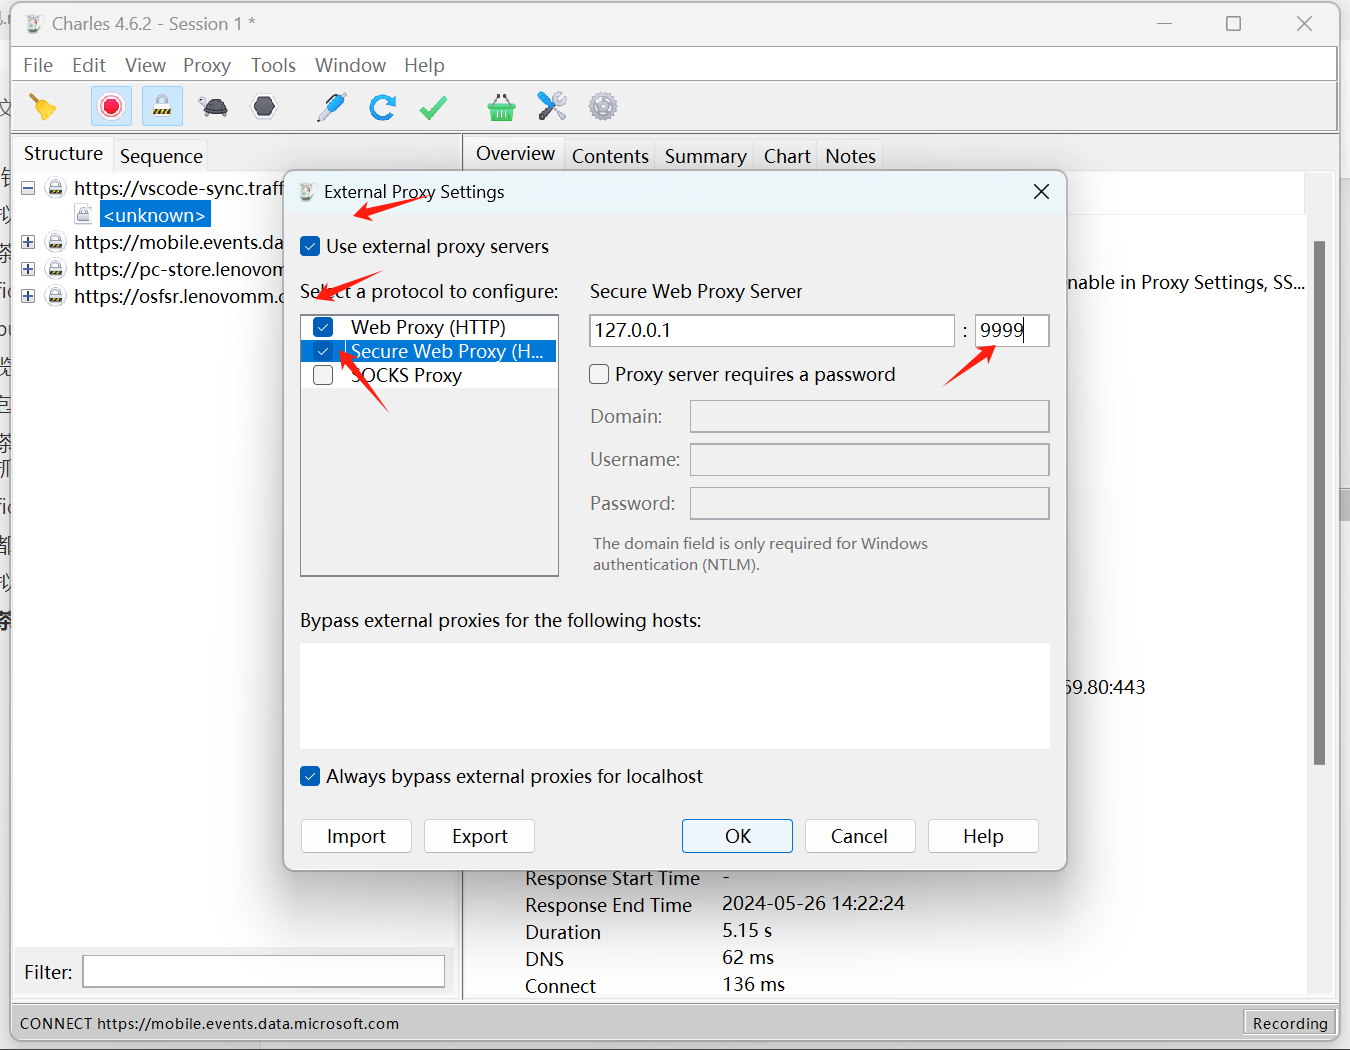 Charles 4.6.2 - Session 1 *
File Edit View Proxy Tools Window Help
Structure Sequence
Overview Contents Summary Chart Notes
https://vscode-sync.traff
<unknown>
https://mobile.events.da
https://pc-store.lenovom
https://osfsr.lenovomm.c
External Proxy Settings
Use external proxy servers
Select a protocol to configure:
Web Proxy (HTTP)
Secure Web Proxy (H...
SOCKS Proxy
Secure Web Proxy Server
127.0.0.1 : 9999
Proxy server requires a password
Domain:
Username:
Password:
The domain field is only required for Windows
authentication (NTLM).
Bypass external proxies for the following hosts:
Always bypass external proxies for localhost
Import Export OK Cancel Help
nable in Proxy Settings, SS...
69.80:443
Response Start Time -
Response End Time 2024-05-26 14:22:24
Duration 5.15 s
DNS 62 ms
Connect 136 ms
Filter:
CONNECT https://mobile.events.data.microsoft.com
Recording